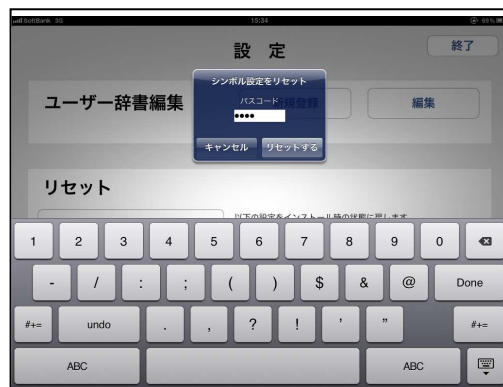 SoftBank 3G 15:34 69%
設 定
終了
シンボル設定をリセット
パスコード
ユーザー辞書編集
編集
キャンセル リセットする
リセット
以下の設定をインストール時の状態に戻します
1 2 3 4 5 6 7 8 9 0
- / : ; ( ) $ & @ Done
#+= undo . , ? ! ' " #+=
ABC ABC